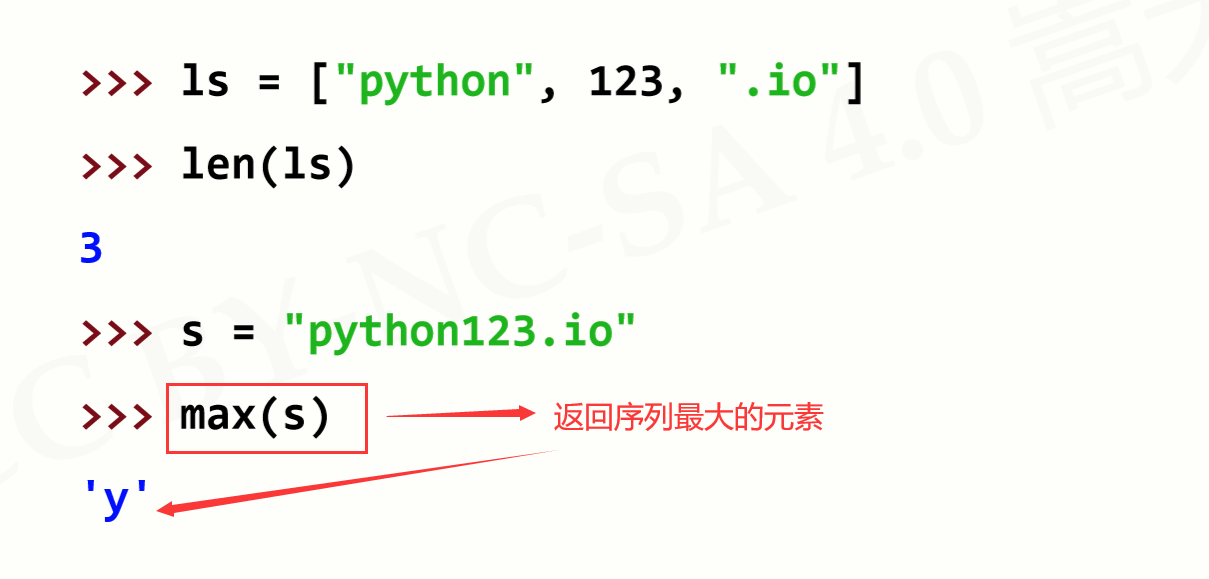 >>> ls = ["python", 123, ".io"]
>>> len(ls)
3
>>> s = "python123.io"
>>> max(s) 返回序列最大的元素
'y'
CC BY-NC-SA 4.0 嵩天